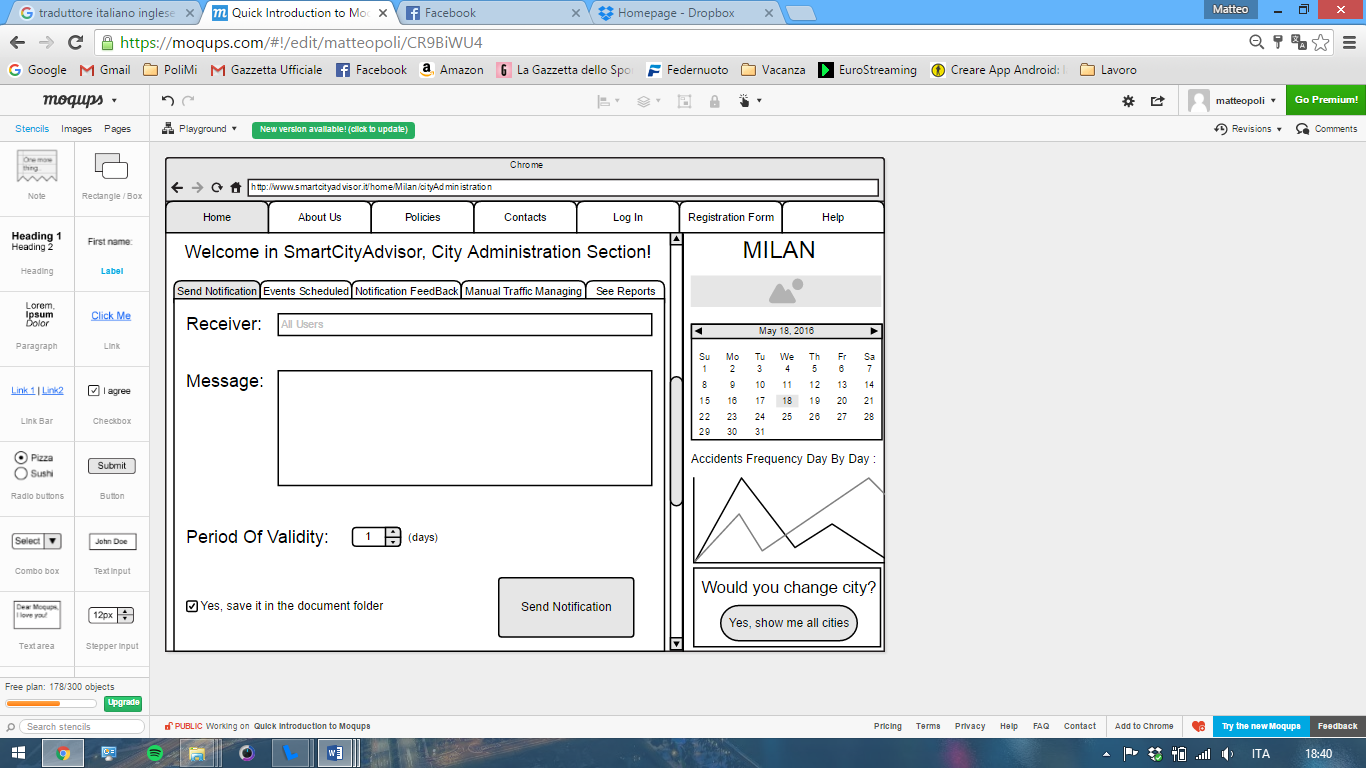 traduttore italiano inglese
Quick Introduction to Mo
Facebook
Homepage - Dropbox
Matteo
https://moqups.com/#!/edit/matteopoli/CR9BiWU4
Google
Gmail
PoliMi
Gazzetta Ufficiale
Facebook
Amazon
La Gazzetta dello Spo
Federnuoto
Vacanza
EuroStreaming
Creare App Android:
Lavoro
moqups
matteopoli
Go Premium!
Stencils Images Pages
Playground
New version available! (click to update)
Revisions
Comments
One more thing.
Note
Rectangle / Box
Heading 1
Heading 2
Heading
First name:
Label
Lorem,
Ipsum
Dolor
Paragraph
Click Me
Link
Link 1 | Link2
Link Bar
I agree
Checkbox
Pizza
Sushi
Radio buttons
Submit
Button
Select
Combo box
John Doe
Text input
Dear Moqups,
I love you!
Text area
12px
Stepper Input
Free plan: 178/300 objects
Upgrade
Search stencils
Chrome
http://www.smartcityadvisor.it/home/Milan/cityAdministration
Home About Us Policies Contacts Log In Registration Form Help
Welcome in SmartCityAdvisor, City Administration Section!
Send Notification Events Scheduled Notification FeedBack Manual Traffic Managing See Reports
Receiver: All Users
Message:
Period Of Validity: 1 (days)
Yes, save it in the document folder
Send Notification
MILAN
May 18, 2016
Su Mo Tu We Th Fr Sa
1 2 3 4 5 6 7
8 9 10 11 12 13 14
15 16 17 18 19 20 21
22 23 24 25 26 27 28
29 30 31
Accidents Frequency Day By Day :
Would you change city?
Yes, show me all cities
PUBLIC Working on Quick Introduction to Moqups
Pricing Terms Privacy Help FAQ Contact Add to Chrome
Try the new Moqups
Feedback
ITA
18:40